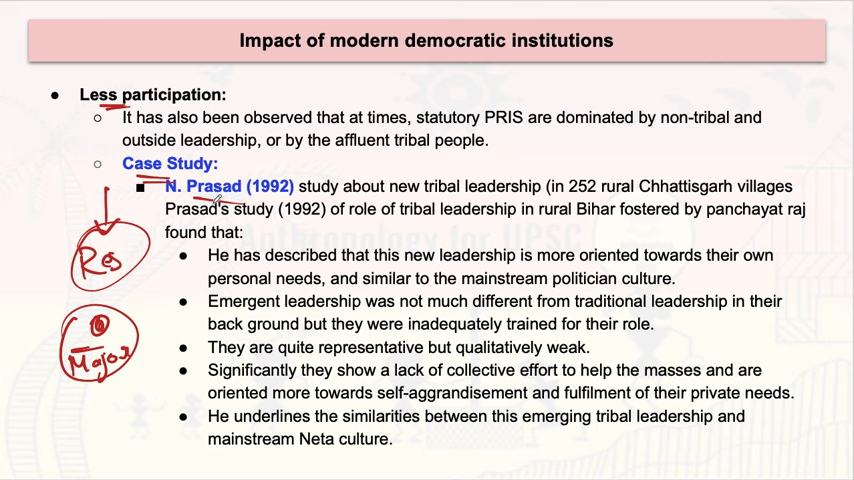 Impact of modern democratic institutions
● Less participation:
○ It has also been observed that at times, statutory PRIS are dominated by non-tribal and
outside leadership, or by the affluent tribal people.
○ Case Study:
■ N. Prasad (1992) study about new tribal leadership (in 252 rural Chhattisgarh villages
Prasad's study (1992) of role of tribal leadership in rural Bihar fostered by panchayat raj
found that:
● He has described that this new leadership is more oriented towards their own
personal needs, and similar to the mainstream politician culture.
● Emergent leadership was not much different from traditional leadership in their
back ground but they were inadequately trained for their role.
● They are quite representative but qualitatively weak.
● Significantly they show a lack of collective effort to help the masses and are
oriented more towards self-aggrandisement and fulfilment of their private needs.
● He underlines the similarities between this emerging tribal leadership and
mainstream Neta culture.
Res
Major
Anthropology for UPSC